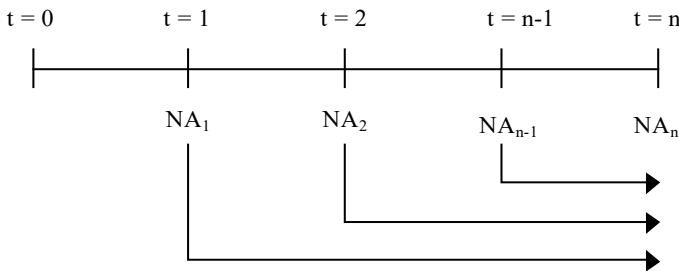 t = 0 t = 1 t = 2 t = n-1 t = n
NA₁ NA₂ NAₙ₋₁ NAₙ